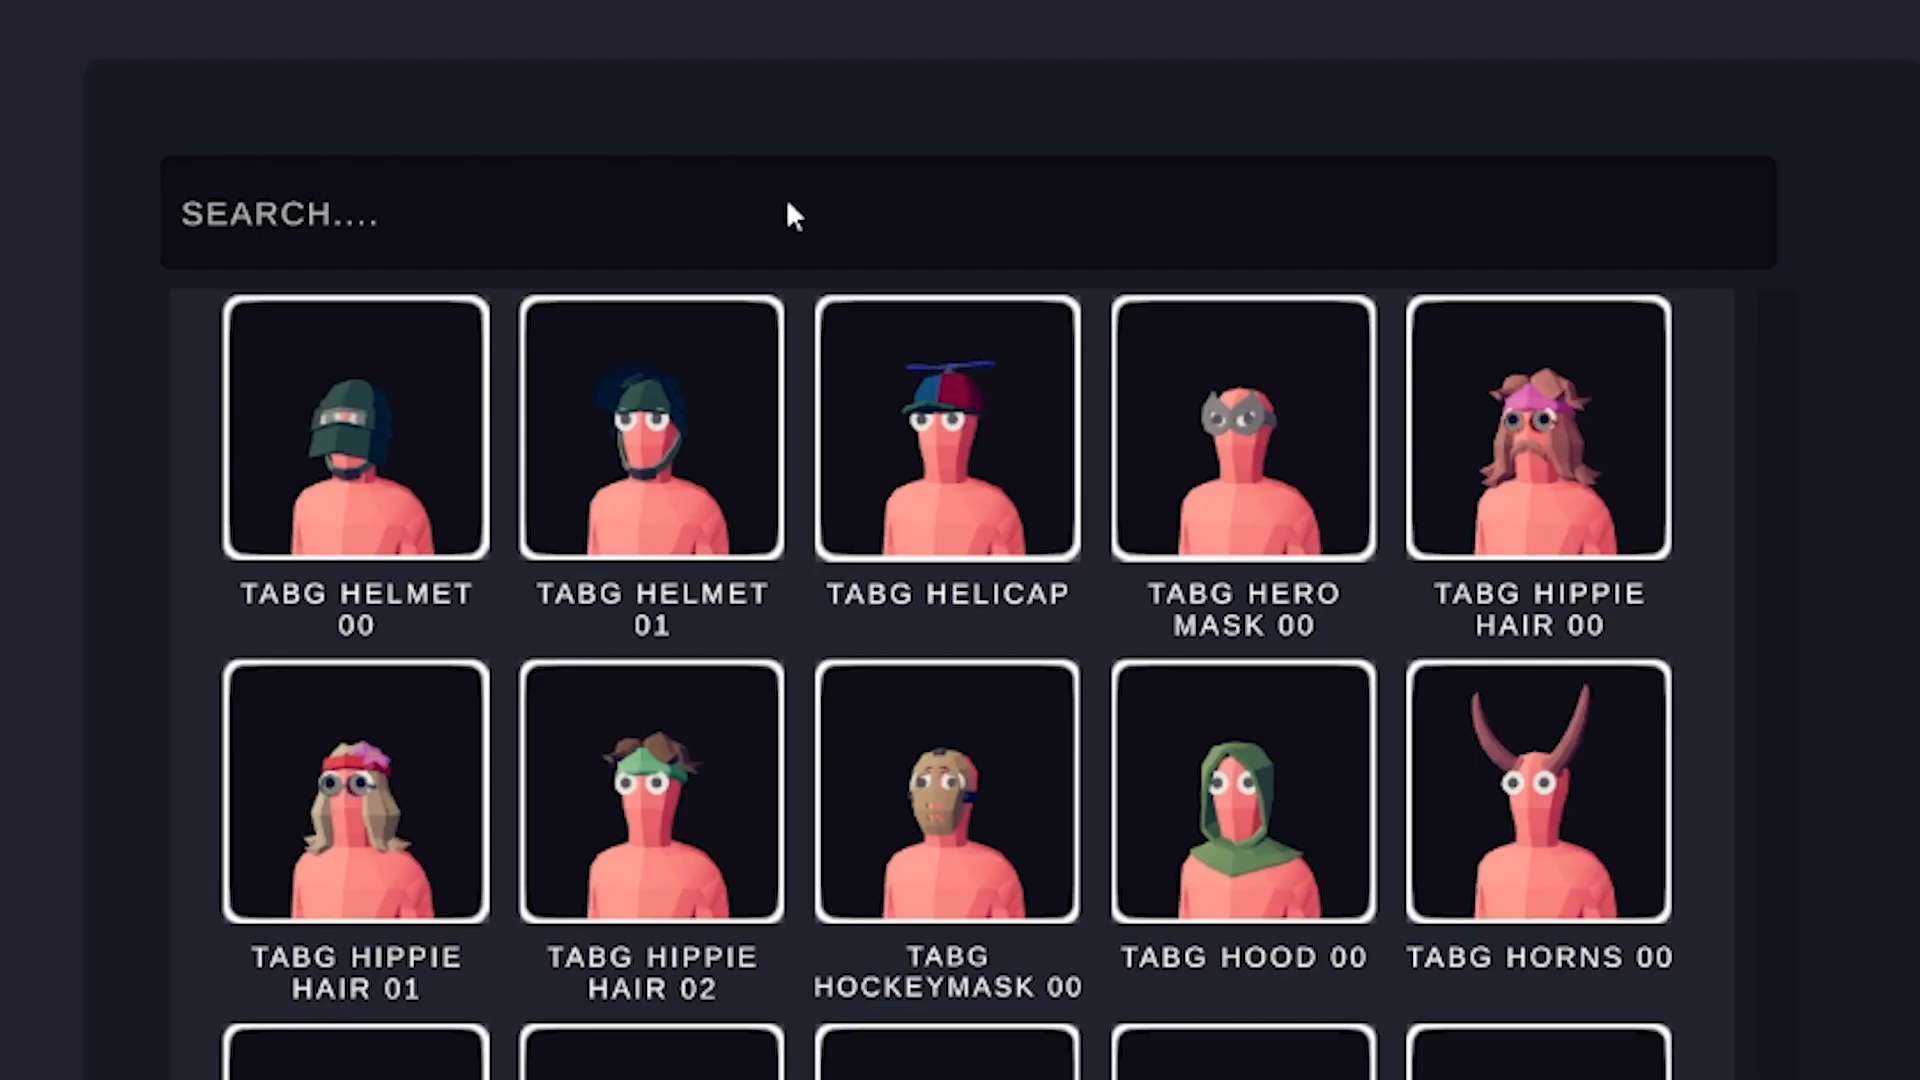 SEARCH....
TABG HELMET
00
TABG HELMET
01
TABG HELICAP
TABG HERO
MASK 00
TABG HIPPIE
HAIR 00
TABG HIPPIE
HAIR 01
TABG HIPPIE
HAIR 02
TABG
HOCKEYMASK 00
TABG HOOD 00
TABG HORNS 00